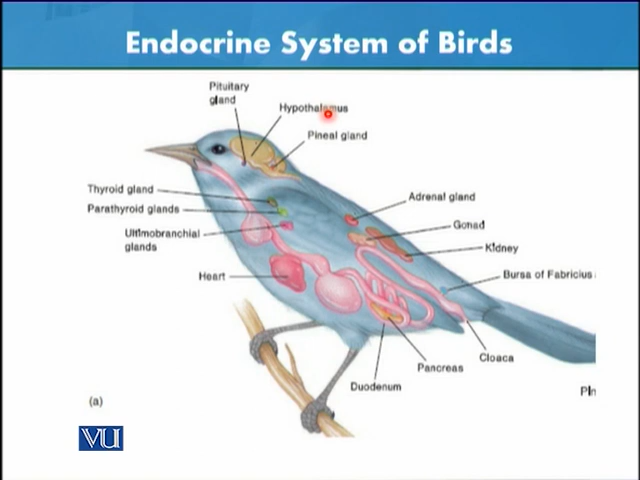 Endocrine System of Birds
Pituitary
gland
Hypothalamus
Pineal gland
Thyroid gland
Parathyroid glands
Ultimobranchial
glands
Heart
Adrenal gland
Gonad
Kidney
Bursa of Fabricius
Cloaca
Pancreas
Duodenum
(a)
VU